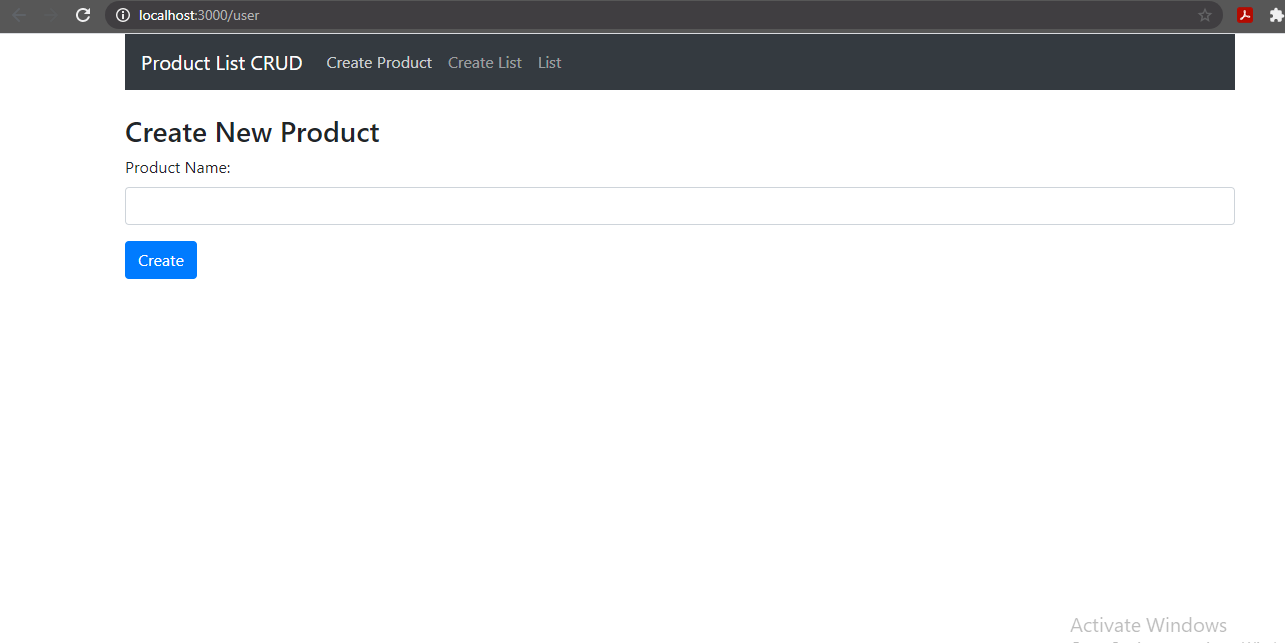 localhost:3000/user
Product List CRUD Create Product Create List List
Create New Product
Product Name:
Create
Activate Windows